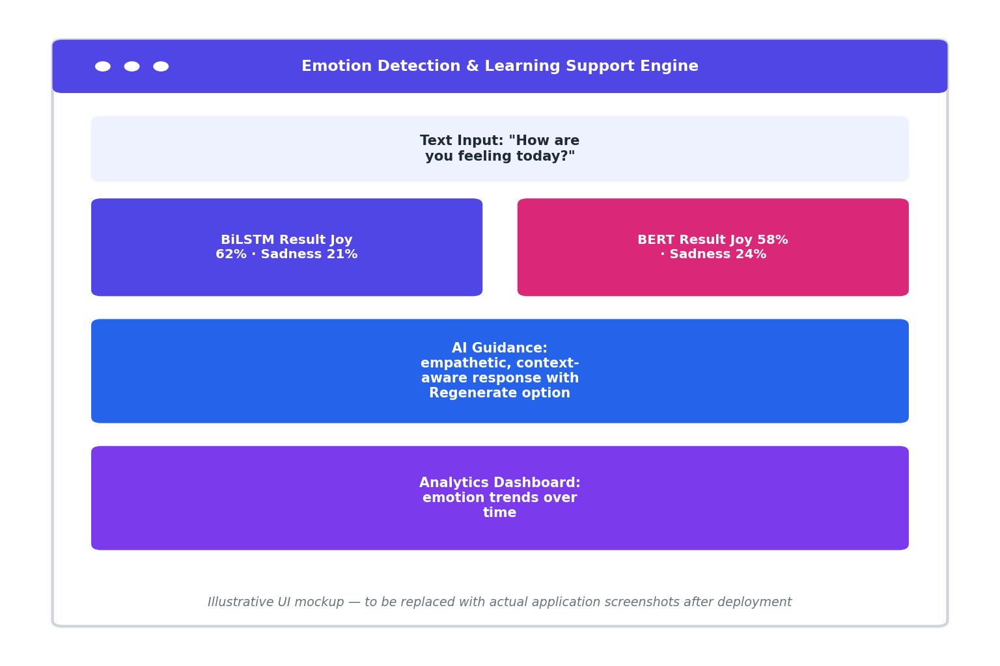 Emotion Detection & Learning Support Engine
Text Input: "How are
you feeling today?"
BiLSTM Result Joy
62% · Sadness 21%
BERT Result Joy 58%
· Sadness 24%
AI Guidance:
empathetic, context-
aware response with
Regenerate option
Analytics Dashboard:
emotion trends over
time
Illustrative UI mockup — to be replaced with actual application screenshots after deployment